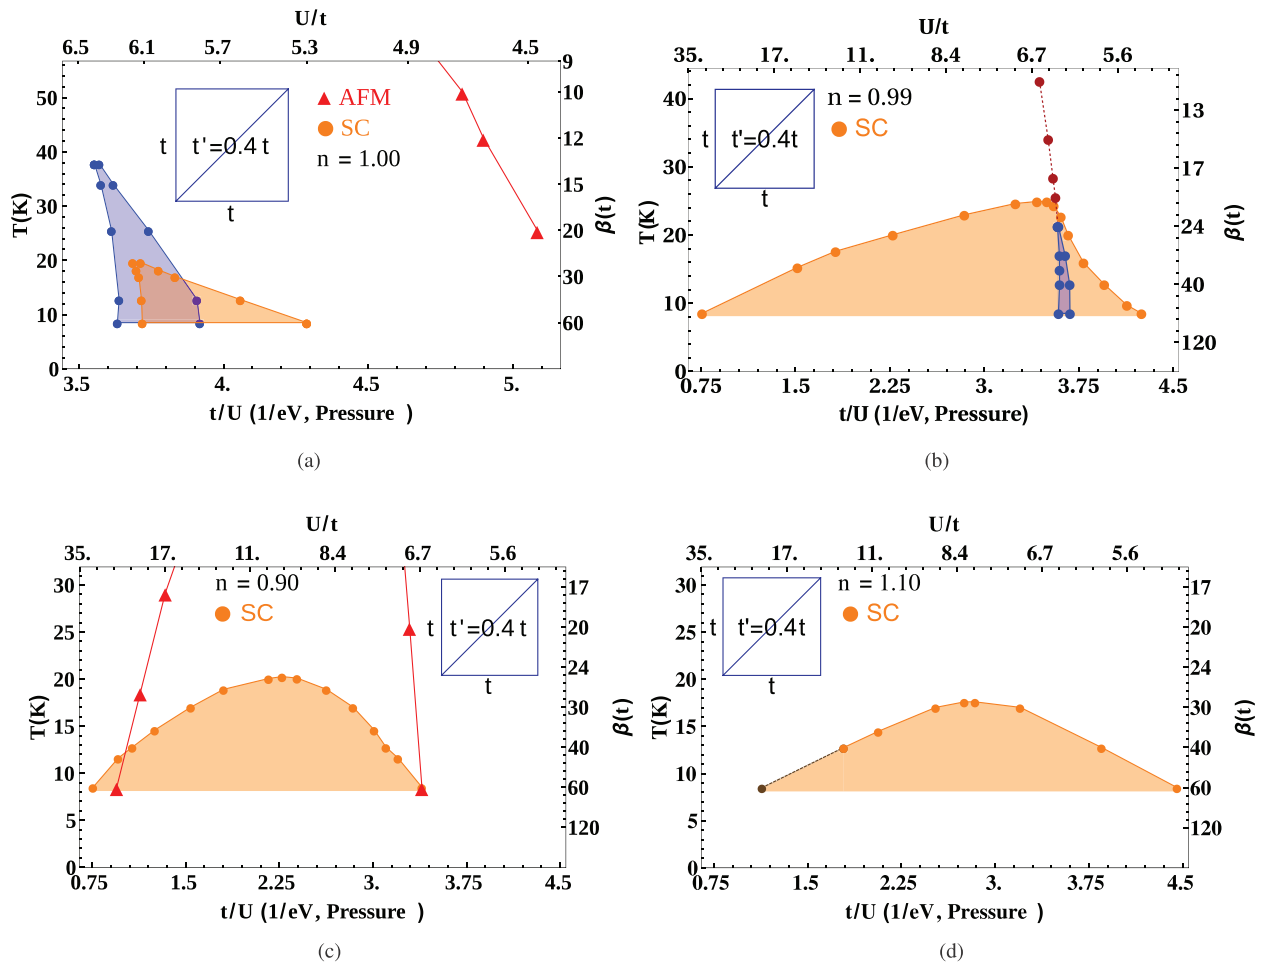 U/t
6.5 6.1 5.7 5.3 4.9 4.5
T(K)
50
40
30
20
10
0
t t'=0.4 t
t
AFM
SC
n = 1.00
9
10
12
15
20
30
60
β(t)
3.5 4. 4.5 5.
t/U (1/eV, Pressure )
(a)
U/t
35. 17. 11. 8.4 6.7 5.6
T(K)
40
30
20
10
0
t t'=0.4t
t
n = 0.99
SC
13
17
24
40
120
β(t)
0.75 1.5 2.25 3. 3.75 4.5
t/U (1/eV, Pressure)
(b)
U/t
35. 17. 11. 8.4 6.7 5.6
T(K)
30
25
20
15
10
5
0
n = 0.90
SC
t t'=0.4 t
t
17
20
24
30
40
60
120
β(t)
0.75 1.5 2.25 3. 3.75 4.5
t/U (1/eV, Pressure )
(c)
U/t
35. 17. 11. 8.4 6.7 5.6
T(K)
30
25
20
15
10
5
0
t t'=0.4t
t
n = 1.10
SC
17
20
24
30
40
60
120
β(t)
0.75 1.5 2.25 3. 3.75 4.5
t/U (1/eV, Pressure )
(d)